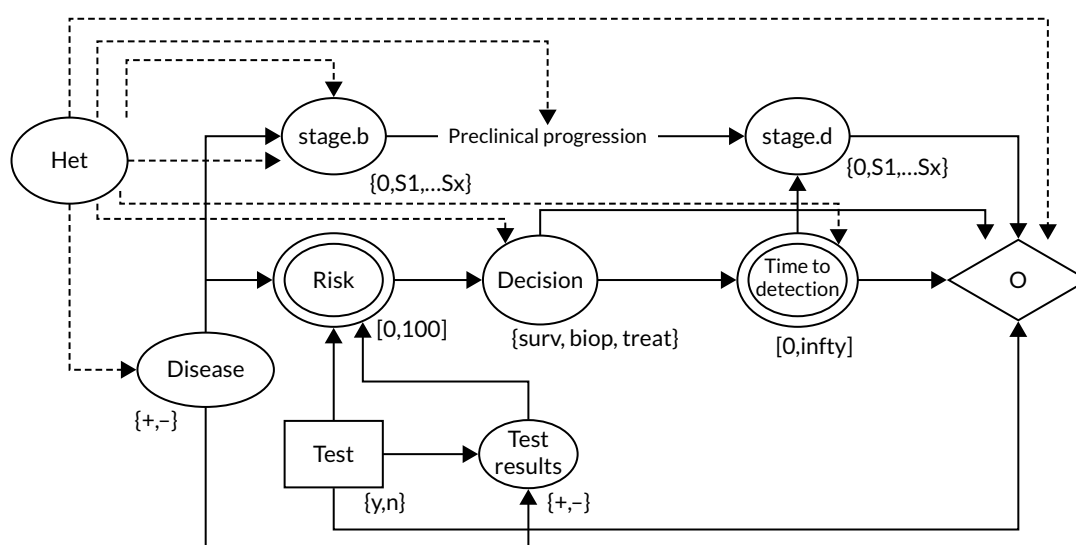 Het
stage.b
Preclinical progression
stage.d
{0,S1,...Sx}
{0,S1,...Sx}
Risk
Decision
Time to
detection
O
[0,100]
{surv, biop, treat}
[0,infty]
Disease
{+,–}
Test
Test
results
{y,n}
{+,–}